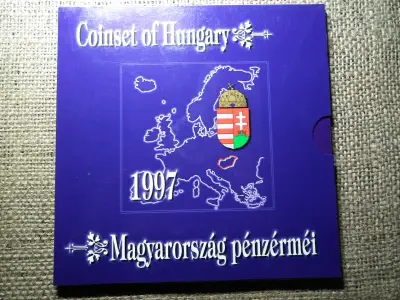 Coinset of Hungary
1997
Magyarország pénzérméi